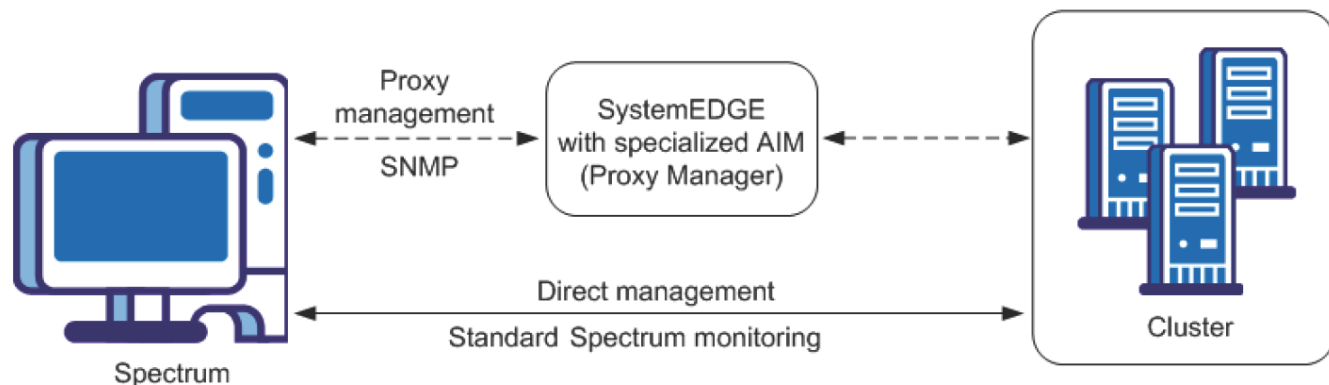 Proxy
management
SNMP
SystemEDGE
with specialized AIM
(Proxy Manager)
Direct management
Standard Spectrum monitoring
Cluster
Spectrum